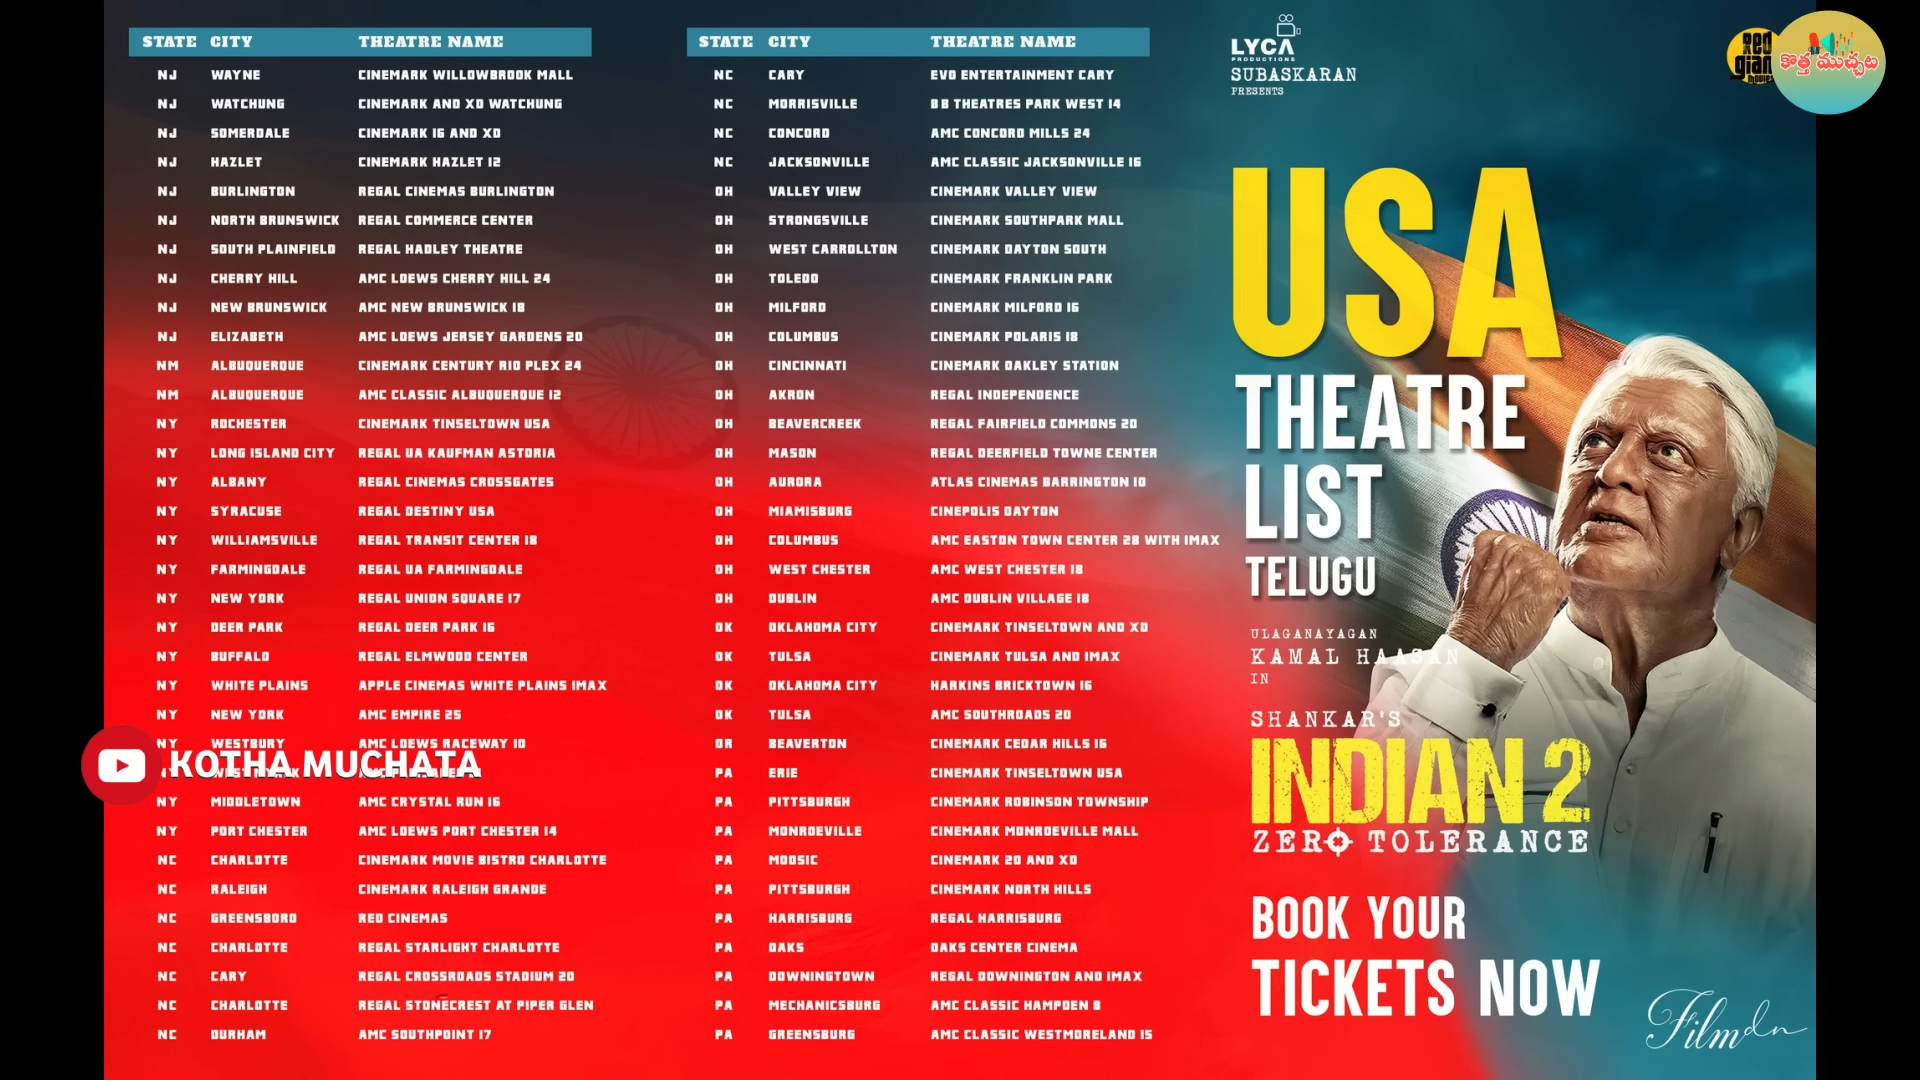 STATE CITY THEATRE NAME
NJ WAYNE CINEMARK WILLOWBROOK MALL
NJ WATCHUNG CINEMARK AND XD WATCHUNG
NJ SOMERDALE CINEMARK 16 AND XD
NJ HAZLET CINEMARK HAZLET 12
NJ BURLINGTON REGAL CINEMAS BURLINGTON
NJ NORTH BRUNSWICK REGAL COMMERCE CENTER
NJ SOUTH PLAINFIELD REGAL HADLEY THEATRE
NJ CHERRY HILL AMC LOEWS CHERRY HILL 24
NJ NEW BRUNSWICK AMC NEW BRUNSWICK 18
NJ ELIZABETH AMC LOEWS JERSEY GARDENS 20
NM ALBUQUERQUE CINEMARK CENTURY RIO PLEX 24
NM ALBUQUERQUE AMC CLASSIC ALBUQUERQUE 12
NY ROCHESTER CINEMARK TINSELTOWN USA
NY LONG ISLAND CITY REGAL UA KAUFMAN ASTORIA
NY ALBANY REGAL CINEMAS CROSSGATES
NY SYRACUSE REGAL DESTINY USA
NY WILLIAMSVILLE REGAL TRANSIT CENTER 18
NY FARMINGDALE REGAL UA FARMINGDALE
NY NEW YORK REGAL UNION SQUARE 17
NY DEER PARK REGAL DEER PARK 16
NY BUFFALO REGAL ELMWOOD CENTER
NY WHITE PLAINS APPLE CINEMAS WHITE PLAINS IMAX
NY NEW YORK AMC EMPIRE 25
NY WESTBURY AMC LOEWS RACEWAY 10
KOTHA MUCHATA
NY MIDDLETOWN AMC CRYSTAL RUN 16
NY PORT CHESTER AMC LOEWS PORT CHESTER 14
NC CHARLOTTE CINEMARK MOVIE BISTRO CHARLOTTE
NC RALEIGH CINEMARK RALEIGH GRANDE
NC GREENSBORO RED CINEMAS
NC CHARLOTTE REGAL STARLIGHT CHARLOTTE
NC CARY REGAL CROSSROADS STADIUM 20
NC CHARLOTTE REGAL STONECREST AT PIPER GLEN
NC DURHAM AMC SOUTHPOINT 17
STATE CITY THEATRE NAME
NC CARY EVO ENTERTAINMENT CARY
NC MORRISVILLE B B THEATRES PARK WEST 14
NC CONCORD AMC CONCORD MILLS 24
NC JACKSONVILLE AMC CLASSIC JACKSONVILLE 16
OH VALLEY VIEW CINEMARK VALLEY VIEW
OH STRONGSVILLE CINEMARK SOUTHPARK MALL
OH WEST CARROLLTON CINEMARK DAYTON SOUTH
OH TOLEDO CINEMARK FRANKLIN PARK
OH MILFORD CINEMARK MILFORD 16
OH COLUMBUS CINEMARK POLARIS 18
OH CINCINNATI CINEMARK OAKLEY STATION
OH AKRON REGAL INDEPENDENCE
OH BEAVERCREEK REGAL FAIRFIELD COMMONS 20
OH MASON REGAL DEERFIELD TOWNE CENTER
OH AURORA ATLAS CINEMAS BARRINGTON 10
OH MIAMISBURG CINEPOLIS DAYTON
OH COLUMBUS AMC EASTON TOWN CENTER 28 WITH IMAX
OH WEST CHESTER AMC WEST CHESTER 18
OH DUBLIN AMC DUBLIN VILLAGE 18
OK OKLAHOMA CITY CINEMARK TINSELTOWN AND XD
OK TULSA CINEMARK TULSA AND IMAX
OK OKLAHOMA CITY HARKINS BRICKTOWN 16
OK TULSA AMC SOUTHROADS 20
OR BEAVERTON CINEMARK CEDAR HILLS 16
PA ERIE CINEMARK TINSELTOWN USA
PA PITTSBURGH CINEMARK ROBINSON TOWNSHIP
PA MONROEVILLE CINEMARK MONROEVILLE MALL
PA MOOSIC CINEMARK 20 AND XD
PA PITTSBURGH CINEMARK NORTH HILLS
PA HARRISBURG REGAL HARRISBURG
PA OAKS OAKS CENTER CINEMA
PA DOWNINGTOWN REGAL DOWNINGTON AND IMAX
PA MECHANICSBURG AMC CLASSIC HAMPDEN 8
PA GREENSBURG AMC CLASSIC WESTMORELAND 15
LYCA
PRODUCTIONS
SUBASKARAN
PRESENTS
RED
GIANT
MOVIES
కొత్త ముచ్చట
USA
THEATRE
LIST
TELUGU
ULAGANAYAGAN
KAMAL HAASAN
IN
SHANKAR'S
INDIAN 2
ZERO TOLERANCE
BOOK YOUR
TICKETS NOW
Filmdn